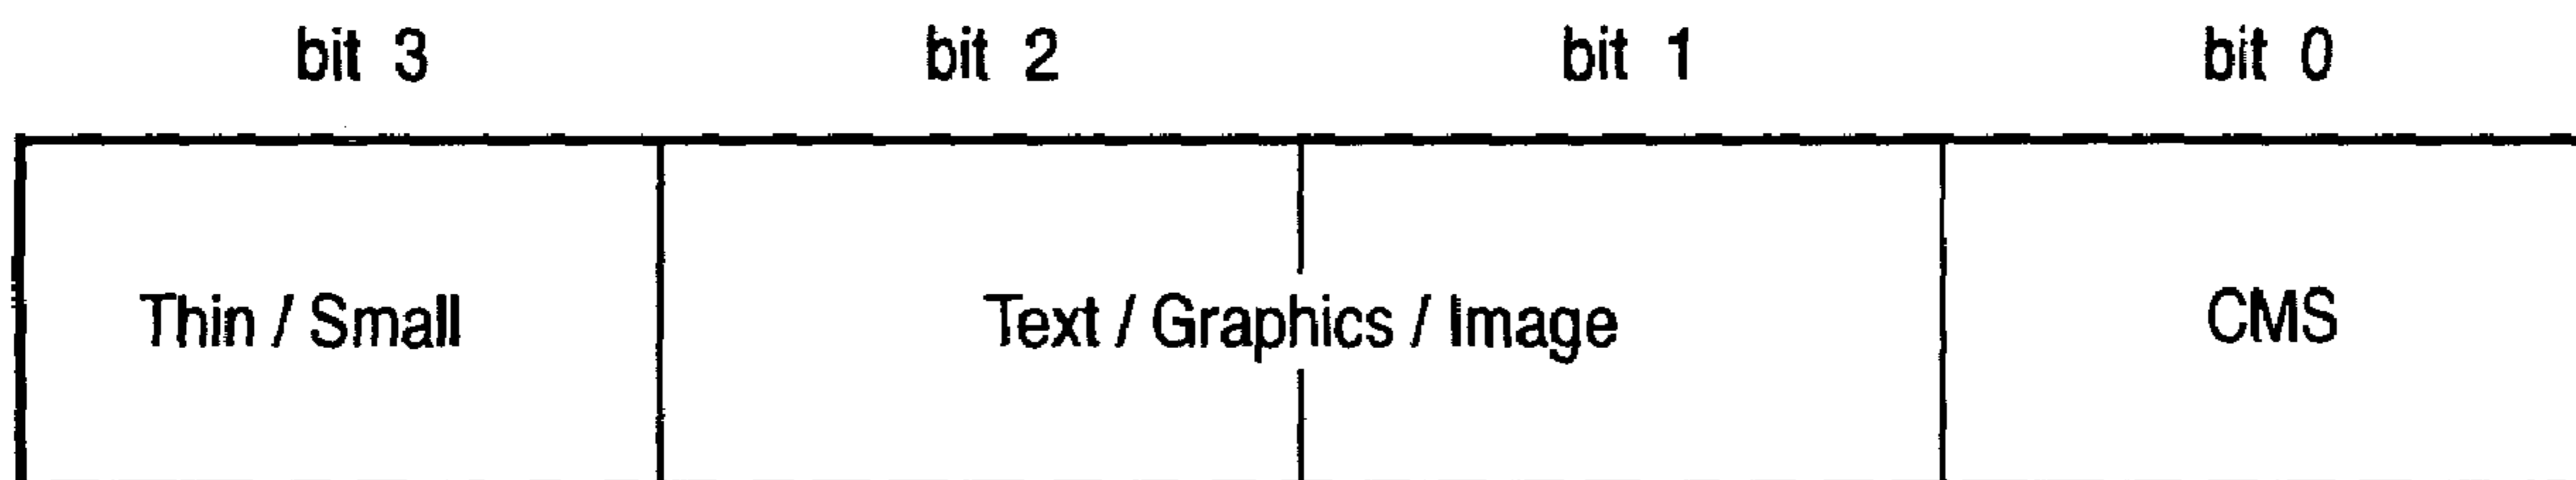 bit 3 bit 2 bit 1 bit 0
Thin / Small Text / Graphics / Image CMS